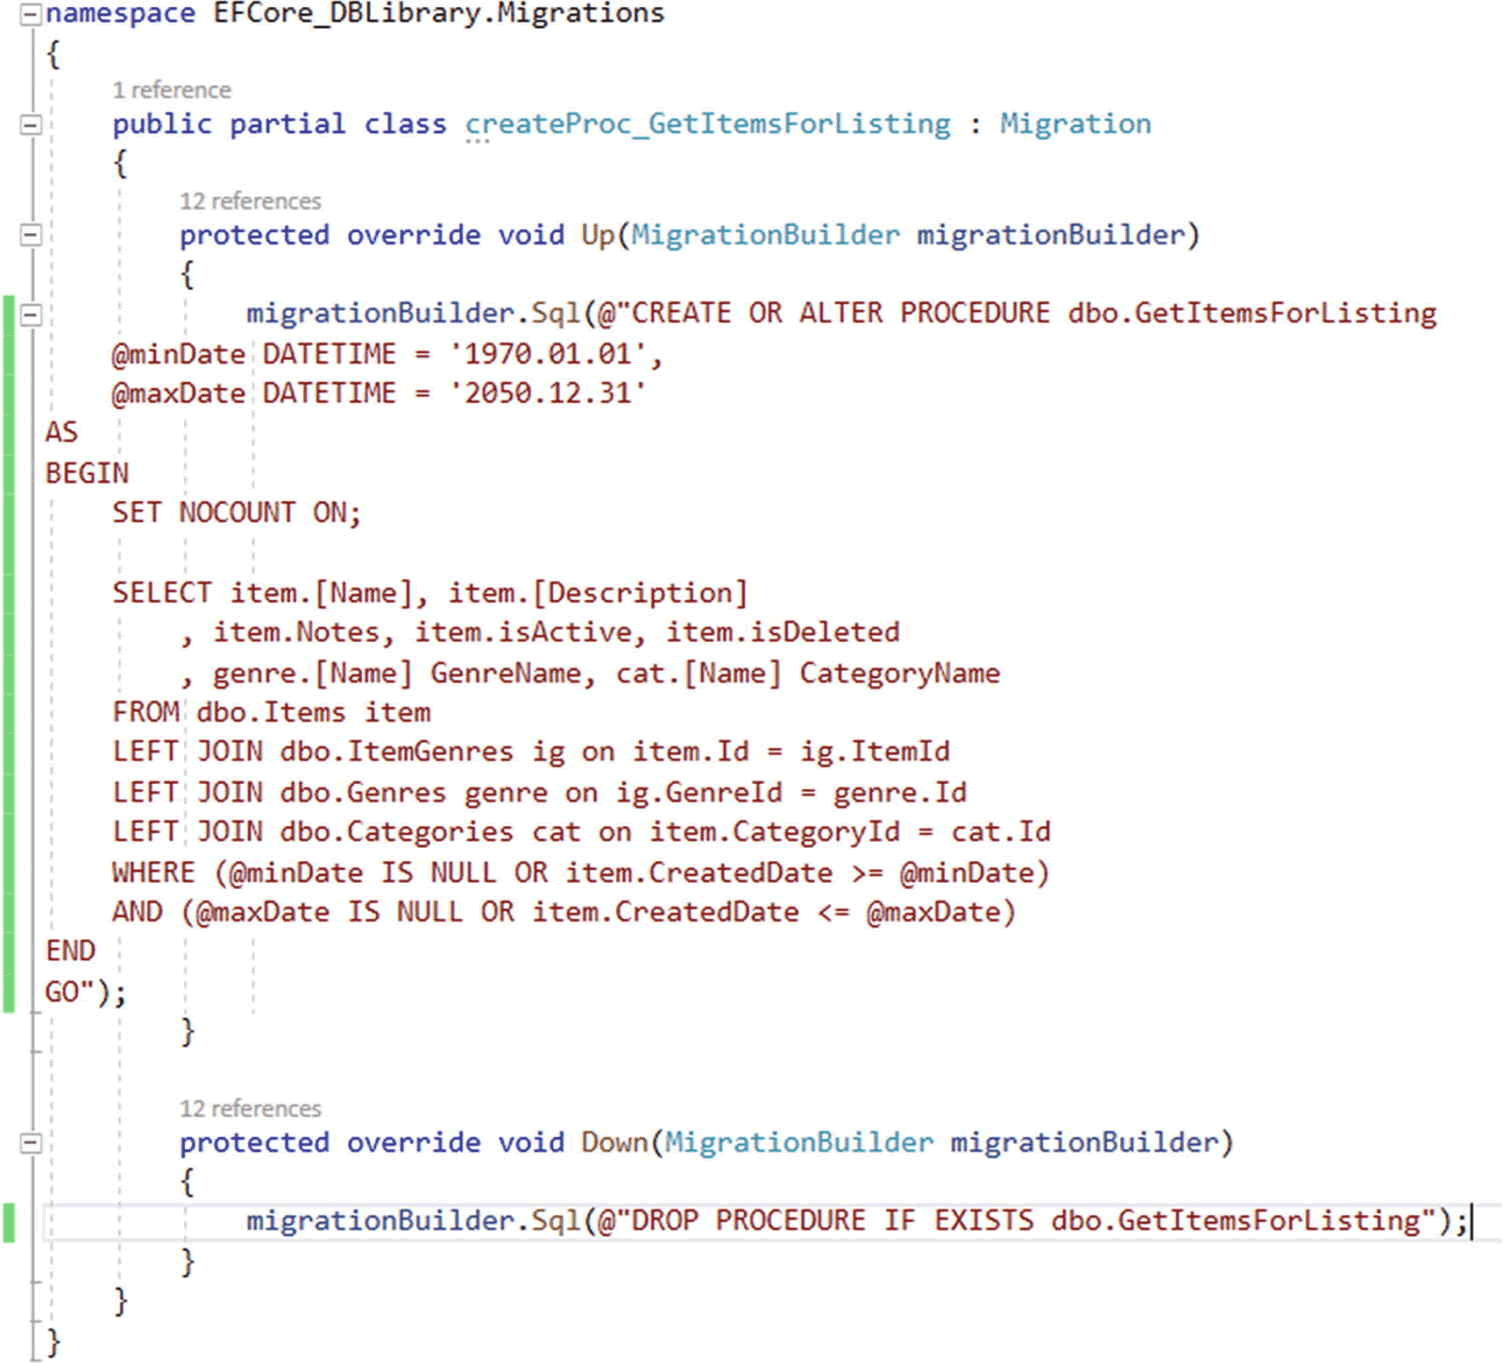 namespace EFCore_DBLibrary.Migrations
{
1 reference
public partial class createProc_GetItemsForListing : Migration
{
12 references
protected override void Up(MigrationBuilder migrationBuilder)
{
migrationBuilder.Sql(@"CREATE OR ALTER PROCEDURE dbo.GetItemsForListing
@minDate DATETIME = '1970.01.01',
@maxDate DATETIME = '2050.12.31'
AS
BEGIN
SET NOCOUNT ON;
SELECT item.[Name], item.[Description]
, item.Notes, item.isActive, item.isDeleted
, genre.[Name] GenreName, cat.[Name] CategoryName
FROM dbo.Items item
LEFT JOIN dbo.ItemGenres ig on item.Id = ig.ItemId
LEFT JOIN dbo.Genres genre on ig.GenreId = genre.Id
LEFT JOIN dbo.Categories cat on item.CategoryId = cat.Id
WHERE (@minDate IS NULL OR item.CreatedDate >= @minDate)
AND (@maxDate IS NULL OR item.CreatedDate <= @maxDate)
END
GO");
}
12 references
protected override void Down(MigrationBuilder migrationBuilder)
{
migrationBuilder.Sql(@"DROP PROCEDURE IF EXISTS dbo.GetItemsForListing");
}
}
}